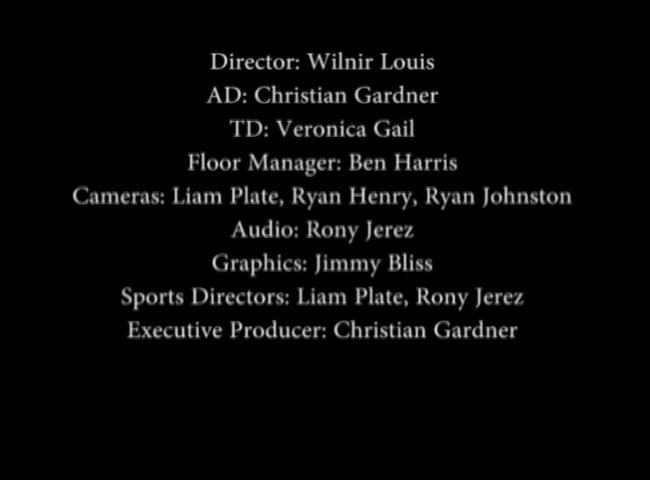 Director: Wilnir Louis
AD: Christian Gardner
TD: Veronica Gail
Floor Manager: Ben Harris
Cameras: Liam Plate, Ryan Henry, Ryan Johnston
Audio: Rony Jerez
Graphics: Jimmy Bliss
Sports Directors: Liam Plate, Rony Jerez
Executive Producer: Christian Gardner